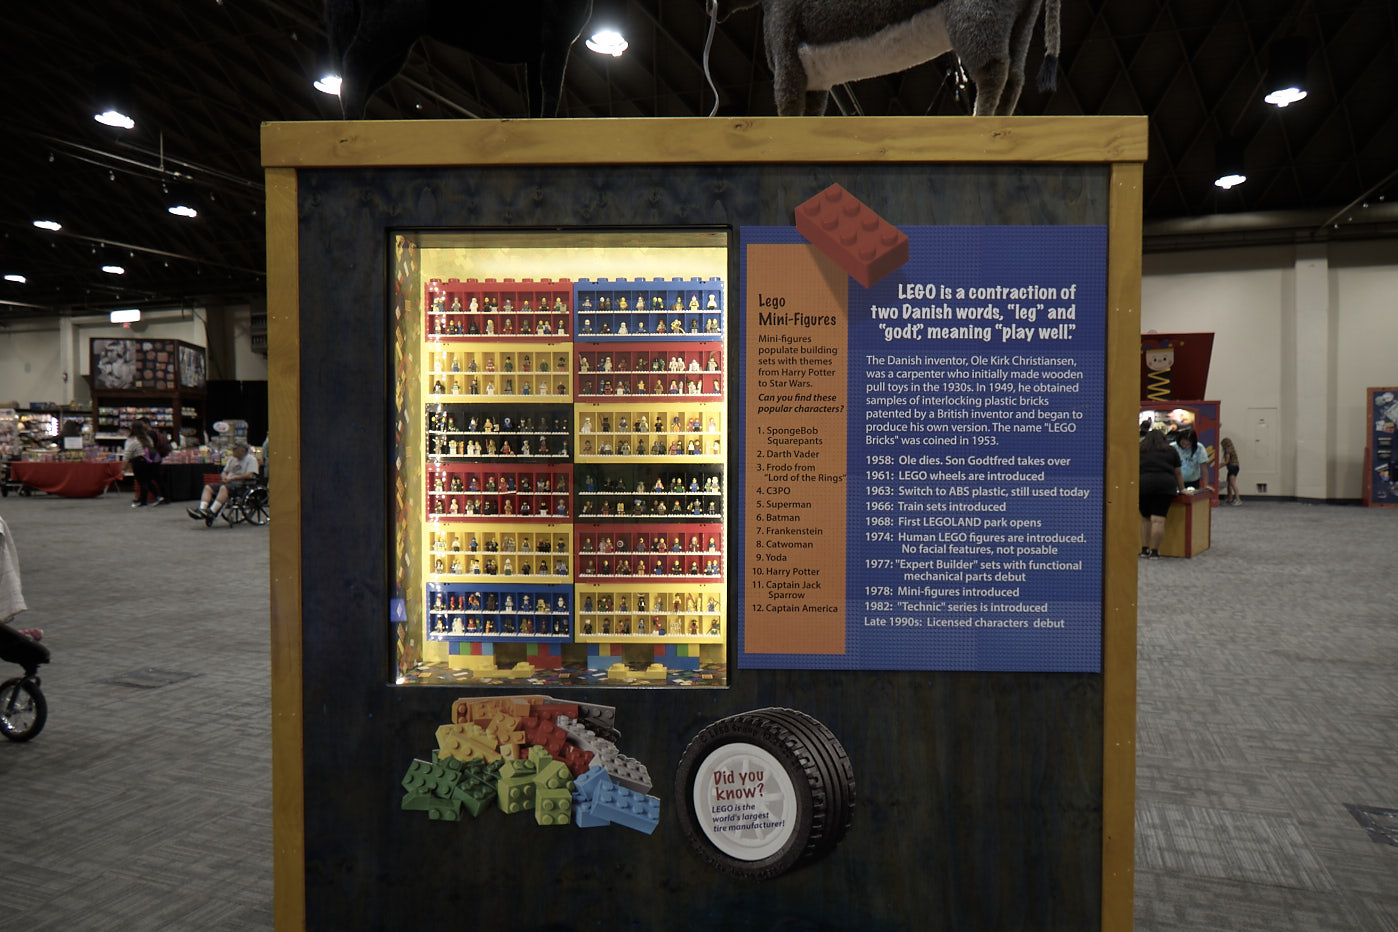 Lego
Mini-Figures
Mini-figures
populate building
sets with themes
from Harry Potter
to Star Wars.
Can you find these
popular characters?
1. SpongeBob
Squarepants
2. Darth Vader
3. Frodo from
"Lord of the Rings"
4. C3PO
5. Superman
6. Batman
7. Frankenstein
8. Catwoman
9. Yoda
10. Harry Potter
11. Captain Jack
Sparrow
12. Captain America
LEGO is a contraction of
two Danish words, "leg" and
"godt", meaning "play well."
The Danish inventor, Ole Kirk Christiansen,
was a carpenter who initially made wooden
pull toys in the 1930s. In 1949, he obtained
samples of interlocking plastic bricks
patented by a British inventor and began to
produce his own version. The name "LEGO
Bricks" was coined in 1953.
1958: Ole dies. Son Godtfred takes over
1961: LEGO wheels are introduced
1963: Switch to ABS plastic, still used today
1966: Train sets introduced
1968: First LEGOLAND park opens
1974: Human LEGO figures are introduced.
No facial features, not posable
1977: "Expert Builder" sets with functional
mechanical parts debut
1978: Mini-figures introduced
1982: "Technic" series is introduced
Late 1990s: Licensed characters debut
Did you
know?
LEGO is the
world's largest
tire manufacturer!